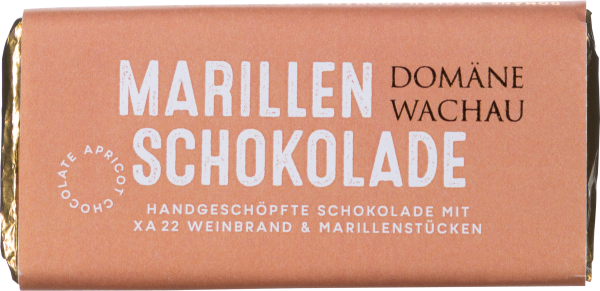 MARILLEN
SCHOKOLADE
DOMÄNE
WACHAU
CHOCOLATE APRICOT
HANDGESCHÖPFTE SCHOKOLADE MIT
XA 22 WEINBRAND & MARILLENSTÜCKEN